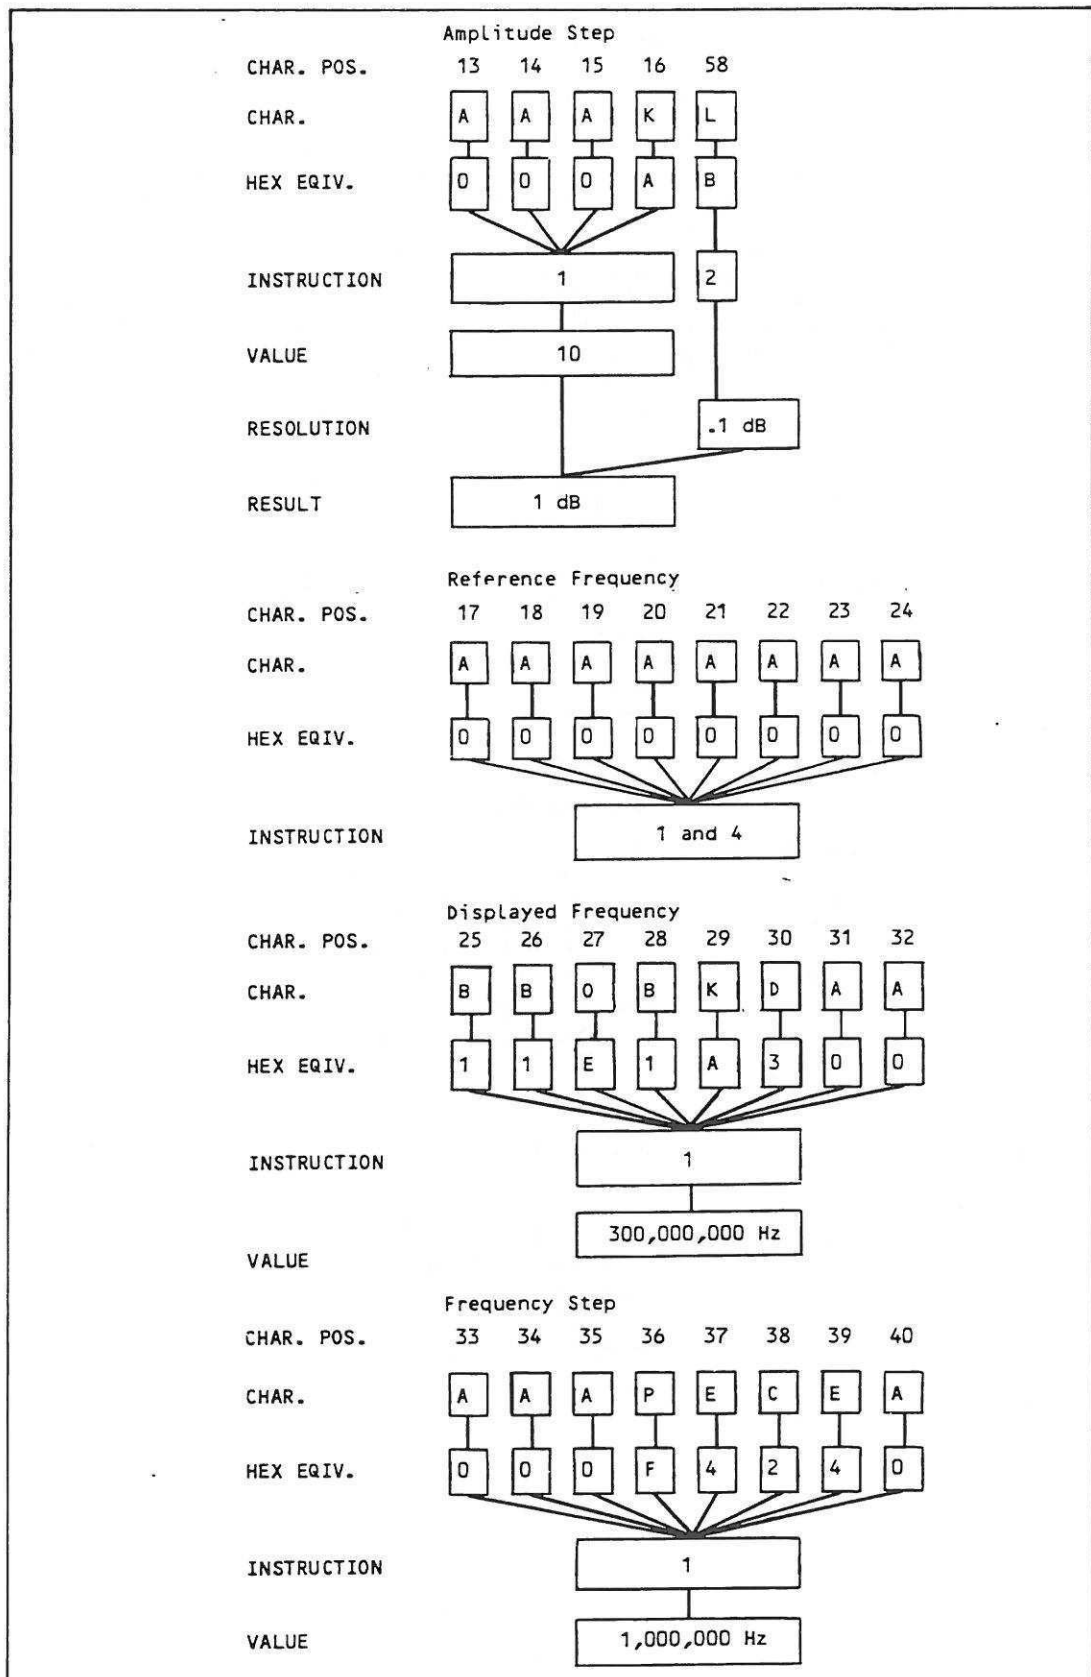 Amplitude Step
CHAR. POS. 13 14 15 16 58
CHAR. A A A K L
HEX EQIV. 0 0 0 A B
INSTRUCTION 1 2
VALUE 10
RESOLUTION .1 dB
RESULT 1 dB
Reference Frequency
CHAR. POS. 17 18 19 20 21 22 23 24
CHAR. A A A A A A A A
HEX EQIV. 0 0 0 0 0 0 0 0
INSTRUCTION 1 and 4
Displayed Frequency
CHAR. POS. 25 26 27 28 29 30 31 32
CHAR. B B O B K D A A
HEX EQIV. 1 1 E 1 A 3 0 0
INSTRUCTION 1
300,000,000 Hz
VALUE
Frequency Step
CHAR. POS. 33 34 35 36 37 38 39 40
CHAR. A A A P E C E A
HEX EQIV. 0 0 0 F 4 2 4 0
INSTRUCTION 1
VALUE 1,000,000 Hz